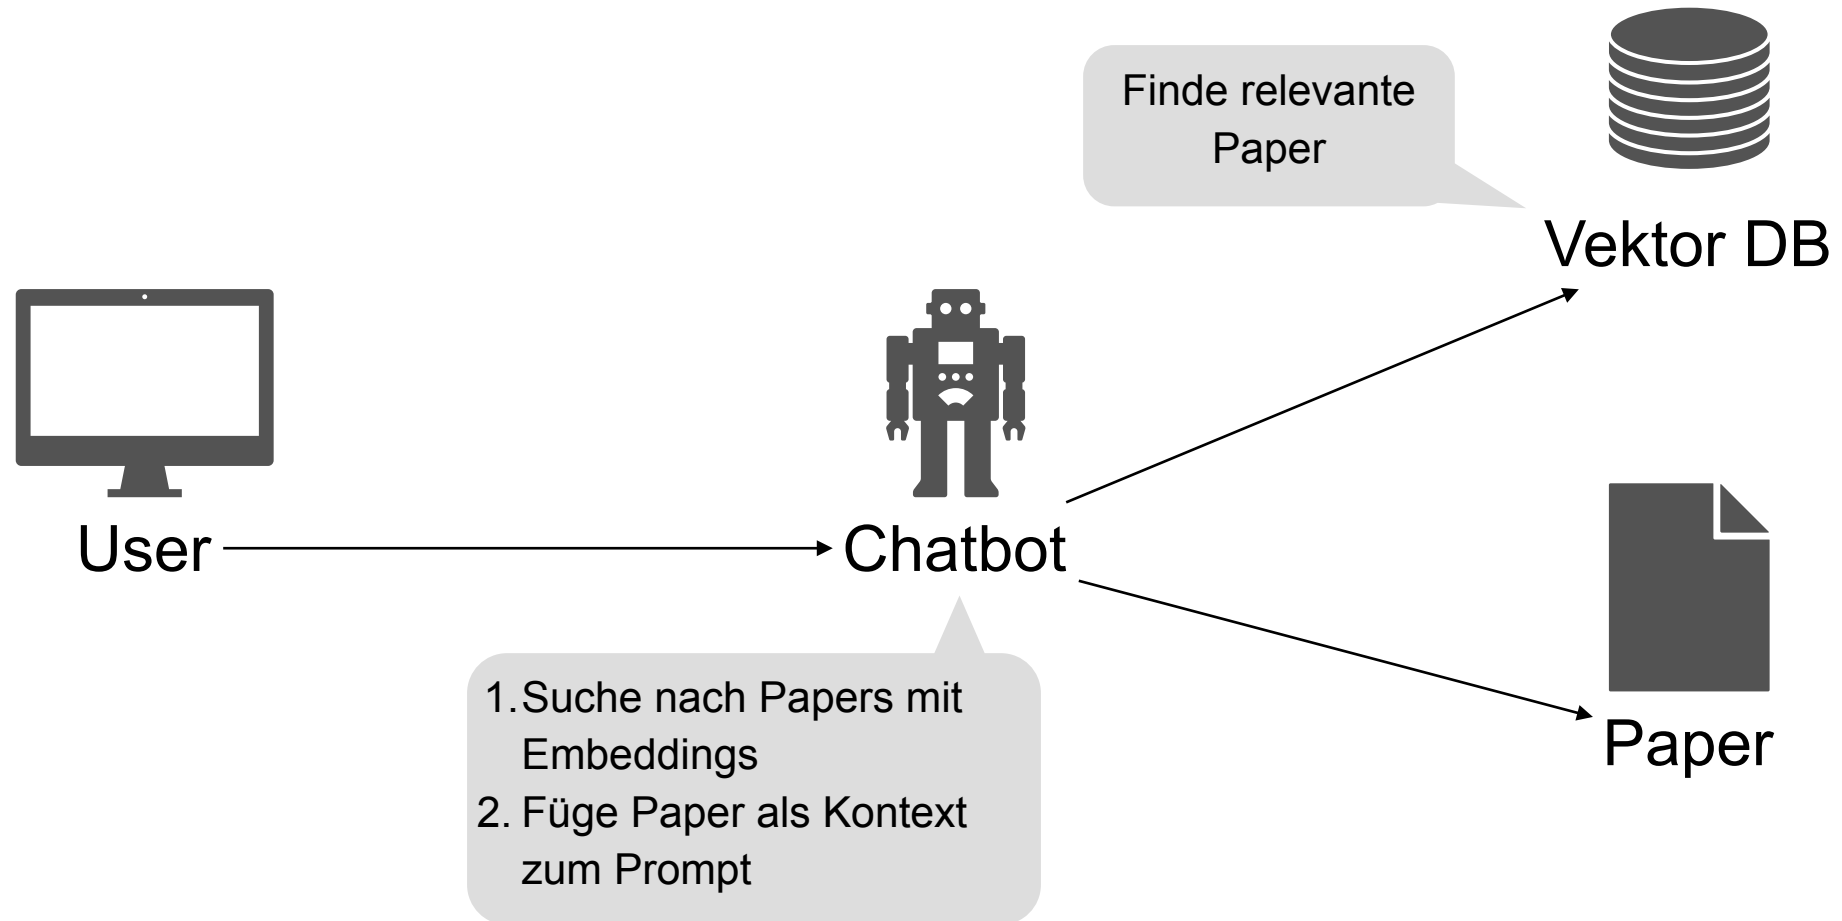 Finde relevante
Paper
Vektor DB
User
Chatbot
1.Suche nach Papers mit
Embeddings
2. Füge Paper als Kontext
zum Prompt
Paper